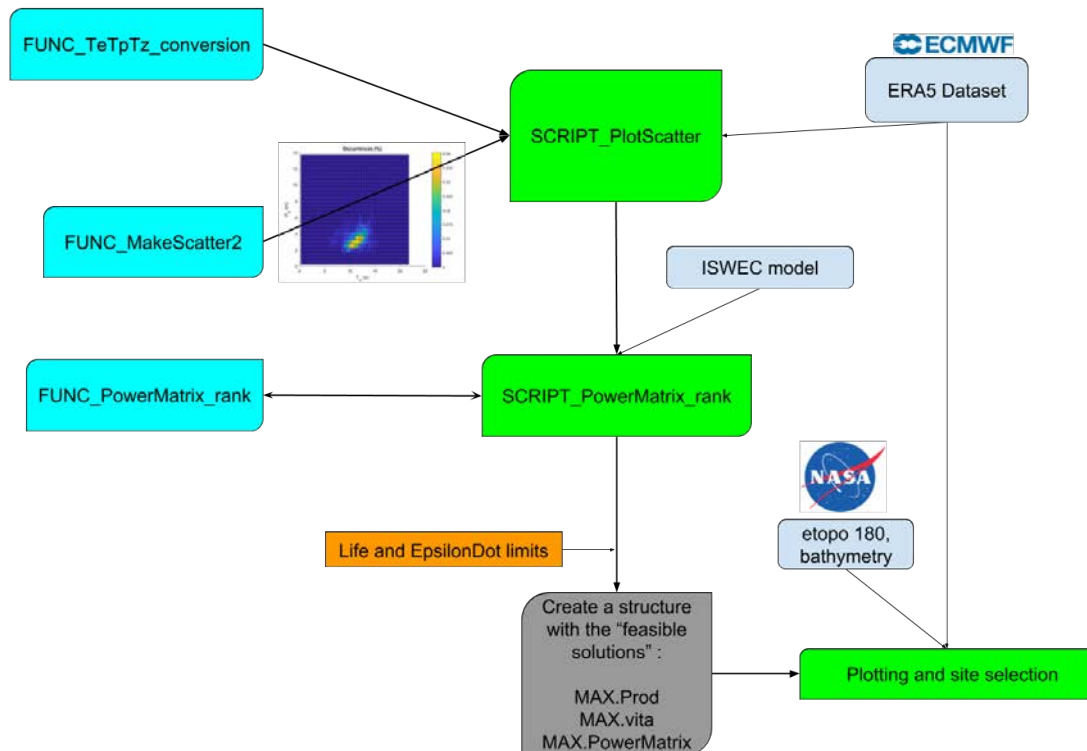 FUNC_TeTpTz_conversion
ECMWF
ERA5 Dataset
SCRIPT_PlotScatter
FUNC_MakeScatter2
ISWEC model
FUNC_PowerMatrix_rank
SCRIPT_PowerMatrix_rank
NASA
etopo 180,
bathymetry
Life and EpsilonDot limits
Create a structure
with the “feasible
solutions” :
MAX.Prod
MAX.vita
MAX.PowerMatrix
Plotting and site selection